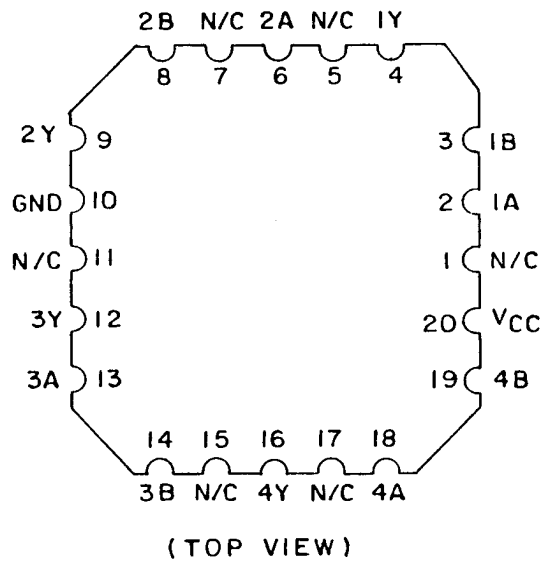 2B N/C 2A N/C 1Y
8 7 6 5 4
2Y 9 3 1B
GND 10 2 1A
N/C 11 1 N/C
3Y 12 20 VCC
3A 13 19 4B
14 15 16 17 18
3B N/C 4Y N/C 4A
(TOP VIEW)